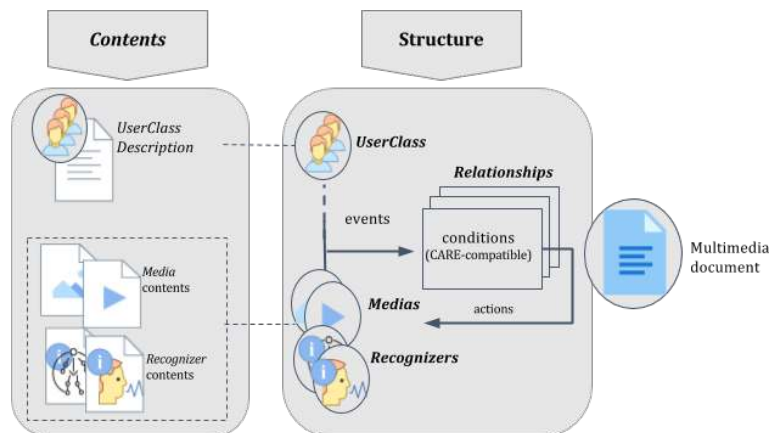 Contents
Structure
UserClass
Description
Media
contents
Recognizer
contents
UserClass
Relationships
events
conditions
(CARE-compatible)
Medias
actions
Recognizers
Multimedia
document